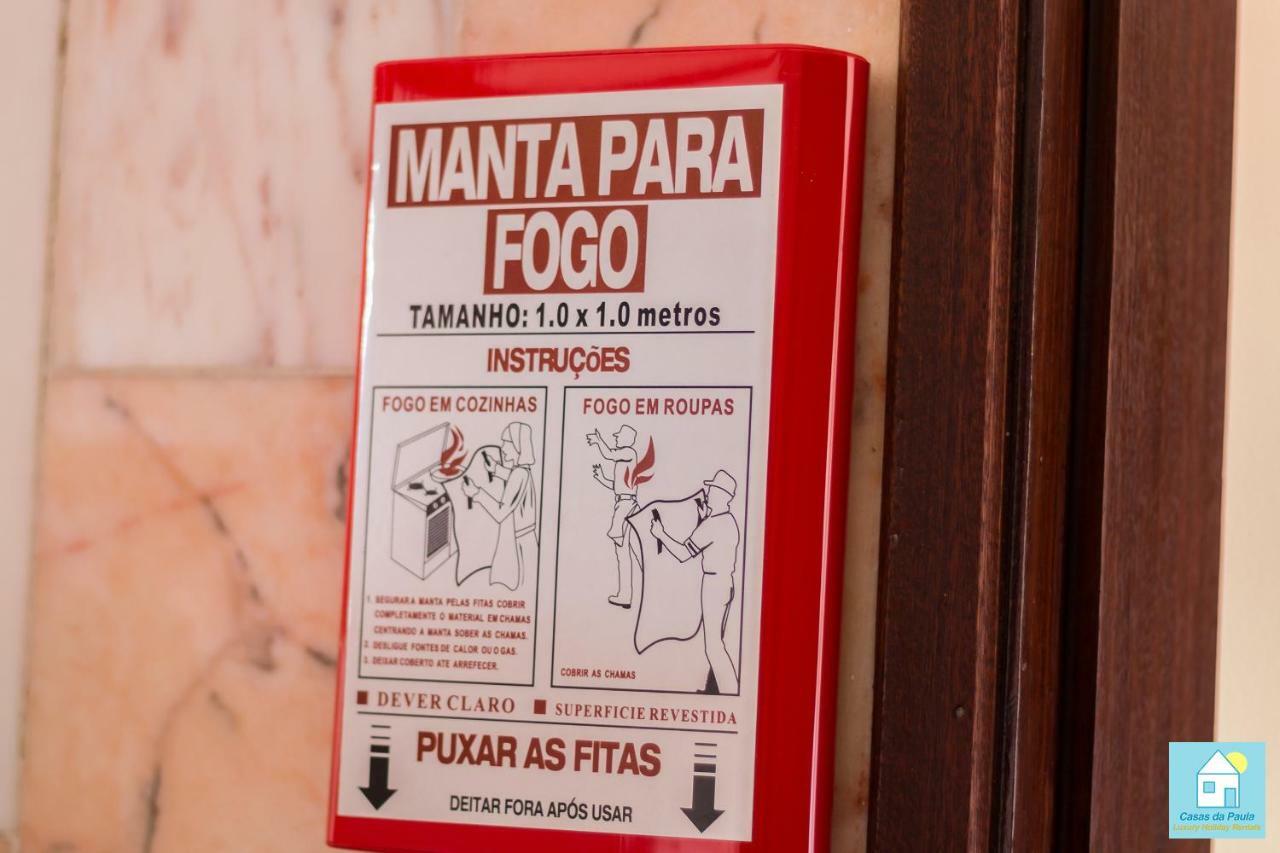 MANTA PARA
FOGO
TAMANHO: 1.0 x 1.0 metros
INSTRUÇõES
FOGO EM COZINHAS
1. SEGURARA MANTA PELAS FITAS COBRIR
COMPLETAMENTE O MATERIAL EM CHAMAS
CENTRANDO A MANTA SOBER AS CHAMAS.
2. DESLIGUE FONTES DE CALOR OU O GAS.
3. DEIXAR COBERTO ATE ARREFECER.
FOGO EM ROUPAS
COBRIR AS CHAMAS
DEVER CLARO
SUPERFICIE REVESTIDA
PUXAR AS FITAS
DEITAR FORA APÓS USAR
Casas da Paula
Luxury Holiday Rentals